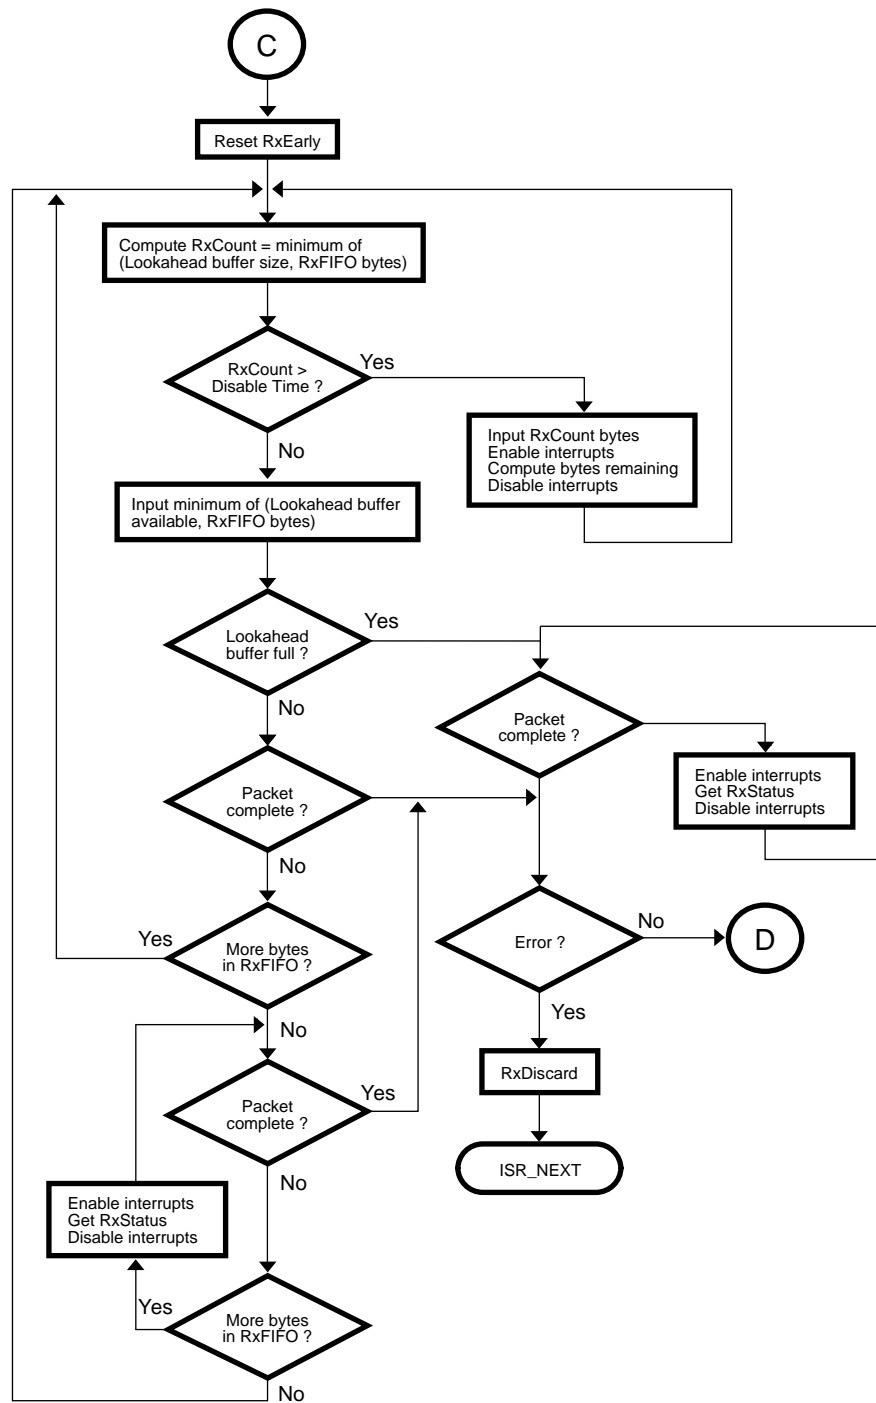 C
Reset RxEarly
Compute RxCount = minimum of
(Lookahead buffer size, RxFIFO bytes)
RxCount >
Disable Time ?
Yes
No
Input RxCount bytes
Enable interrupts
Compute bytes remaining
Disable interrupts
Input minimum of (Lookahead buffer
available, RxFIFO bytes)
Lookahead
buffer full ?
Yes
No
Packet
complete ?
Enable interrupts
Get RxStatus
Disable interrupts
Packet
complete ?
No
More bytes
in RxFIFO ?
Yes
No
Error ?
No
D
Yes
RxDiscard
ISR_NEXT
Packet
complete ?
Yes
No
Enable interrupts
Get RxStatus
Disable interrupts
More bytes
in RxFIFO ?
Yes
No